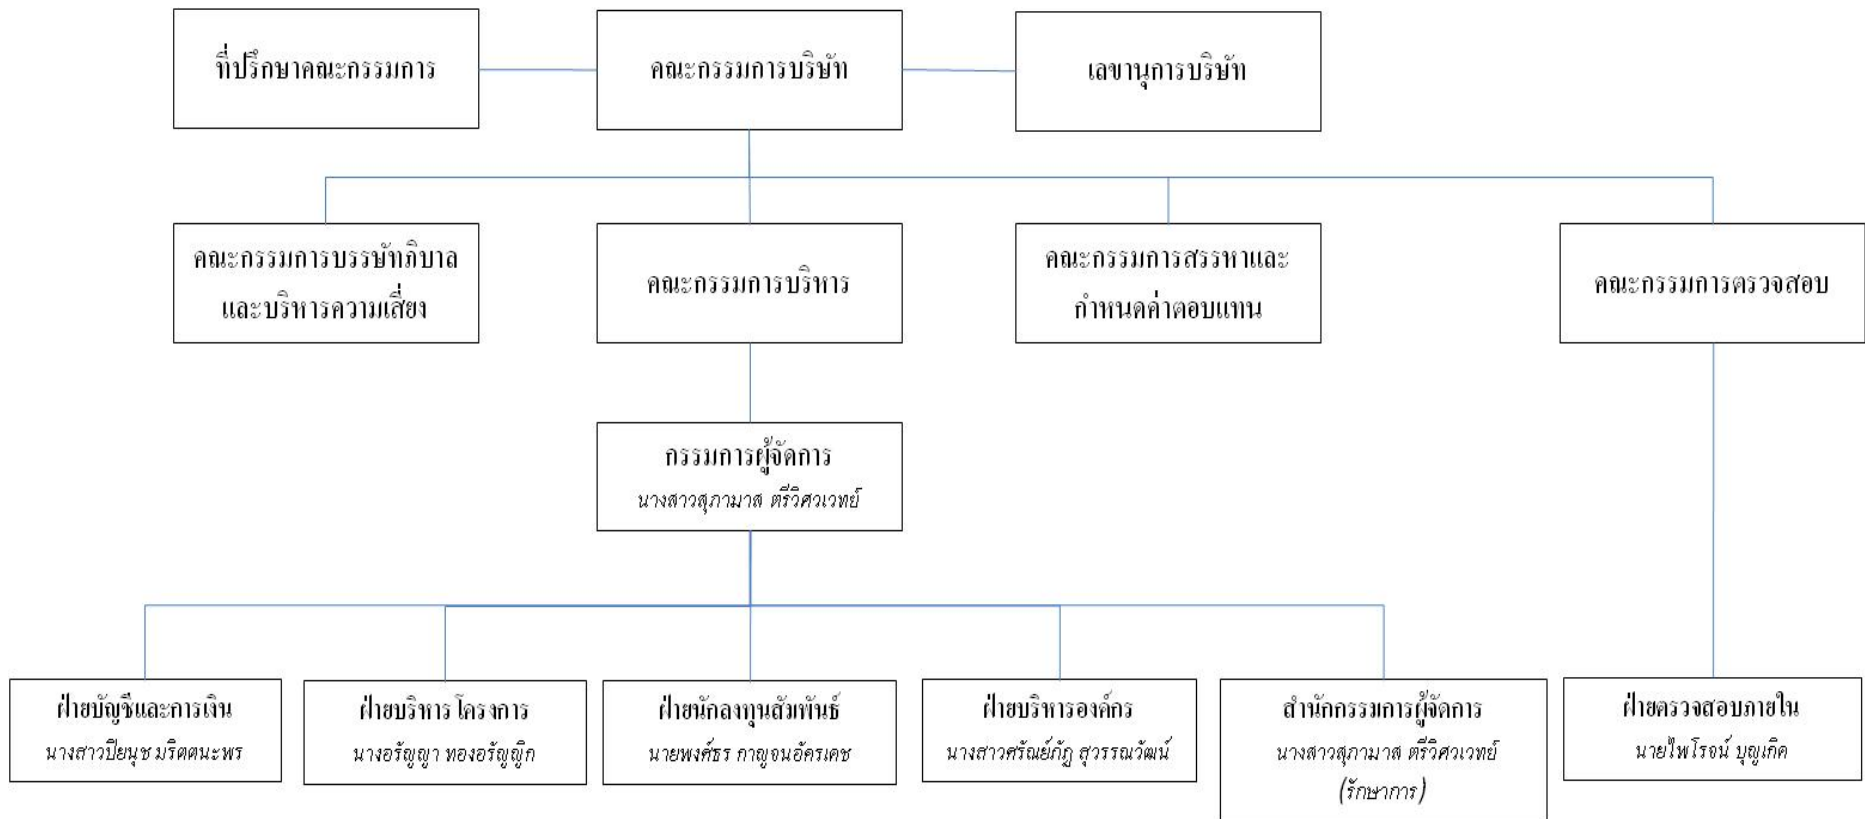 ที่ปรึกษาคณะกรรมการ
คณะกรรมการบริษัท
เลขานุการบริษัท
คณะกรรมการบรรษัทภิบาล
และบริหารความเสี่ยง
คณะกรรมการบริหาร
คณะกรรมการสรรหาและ
กำหนดค่าตอบแทน
คณะกรรมการตรวจสอบ
กรรมการผู้จัดการ
นางสาวสุภามาส ตรีวิศวเวทย์
ฝ่ายบัญชีและการเงิน
นางสาวปิยนุช มริตตนะพร
ฝ่ายบริหารโครงการ
นางอรัญญา ทองอรัญญิก
ฝ่ายนักลงทุนสัมพันธ์
นายพงศ์ธร กาญจนอัครเดช
ฝ่ายบริหารองค์กร
นางสาวศรัณย์ภัฏ สุวรรณวัฒน์
สำนักกรรมการผู้จัดการ
นางสาวสุภามาส ตรีวิศวเวทย์
(รักษาการ)
ฝ่ายตรวจสอบภายใน
นายไพโรจน์ บุญเกิด